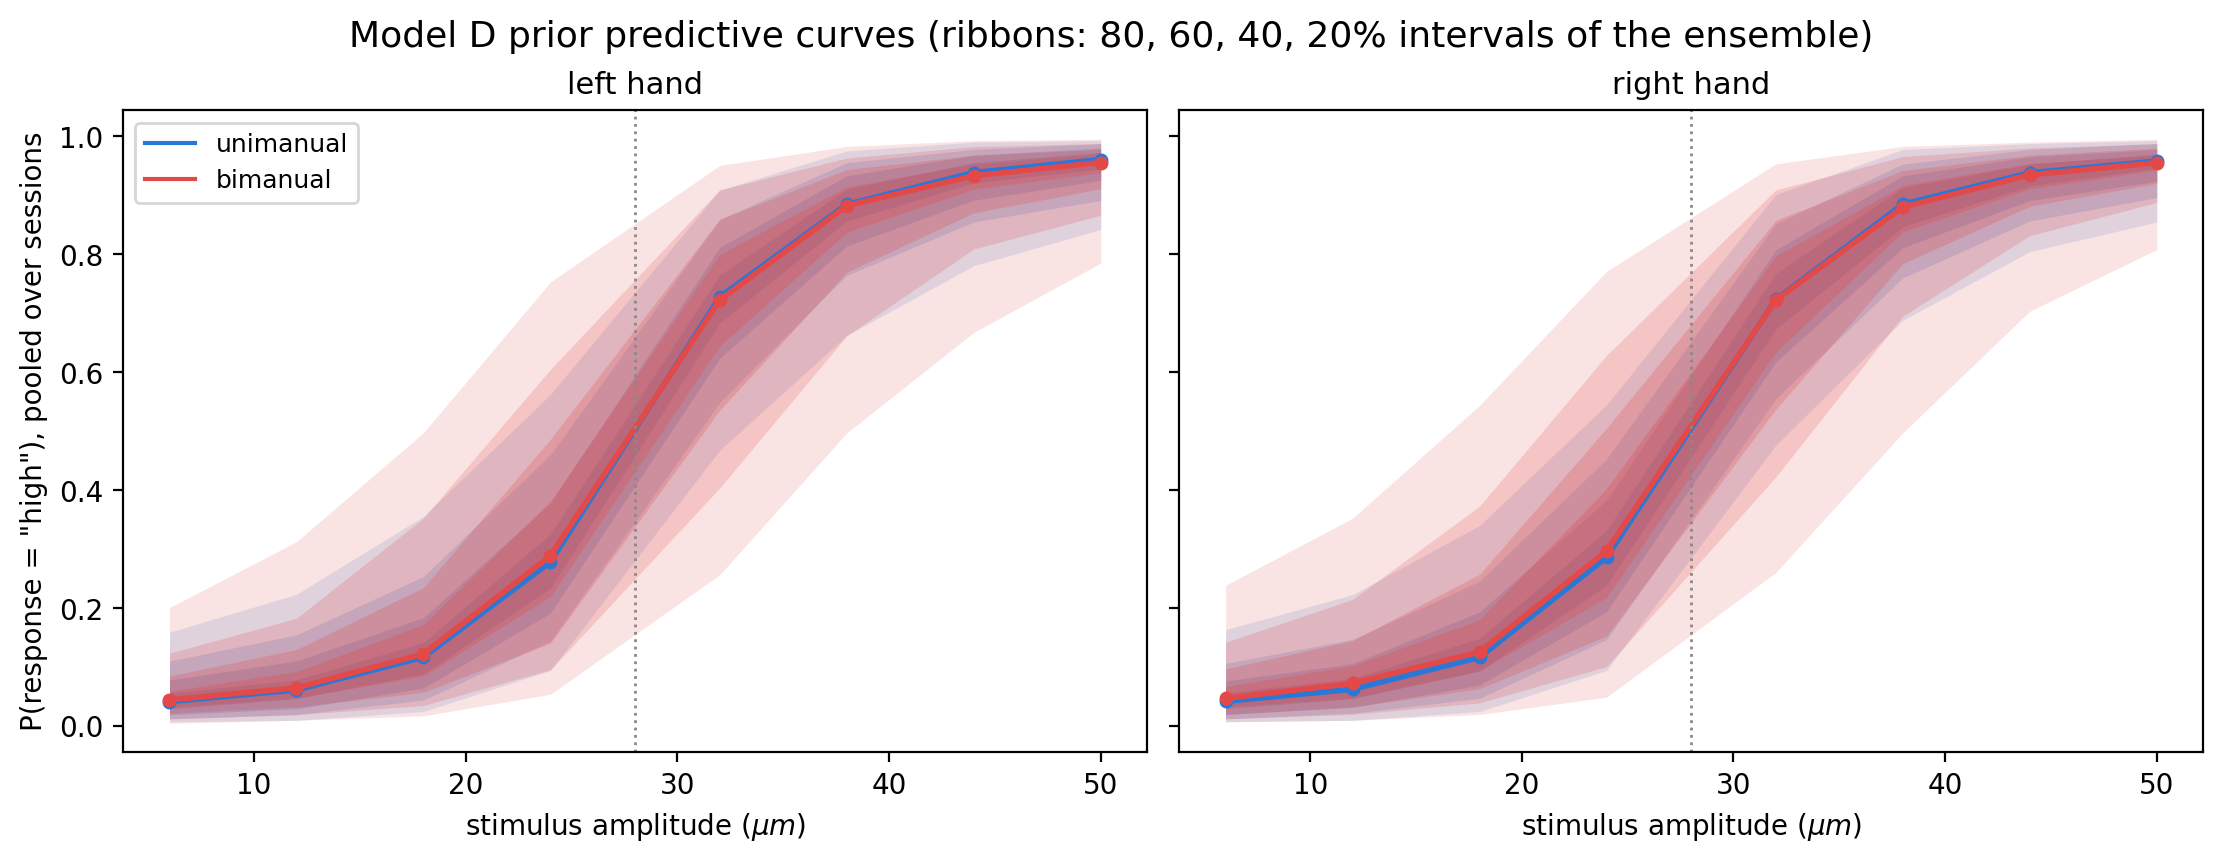 Model D prior predictive curves (ribbons: 80, 60, 40, 20% intervals of the ensemble)
left hand
right hand
P(response = "high"), pooled over sessions
1.0
0.8
0.6
0.4
0.2
0.0
unimanual
bimanual
10 20 30 40 50
10 20 30 40 50
stimulus amplitude (μm)
stimulus amplitude (μm)